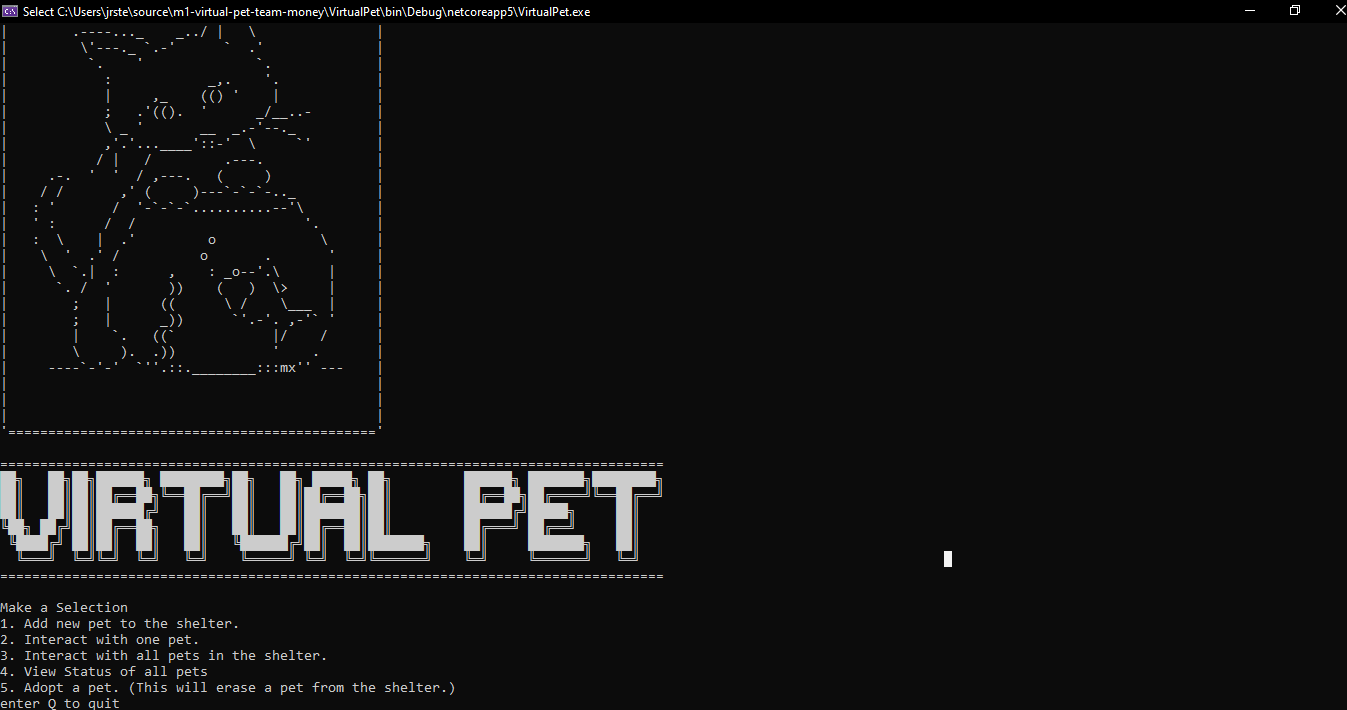 Select C:\Users\jrste\source\m1-virtual-pet-team-money\VirtualPet\bin\Debug\netcoreapp5\VirtualPet.exe
mx
VIRTUAL PET
Make a Selection
1. Add new pet to the shelter.
2. Interact with one pet.
3. Interact with all pets in the shelter.
4. View Status of all pets
5. Adopt a pet. (This will erase a pet from the shelter.)
enter Q to quit